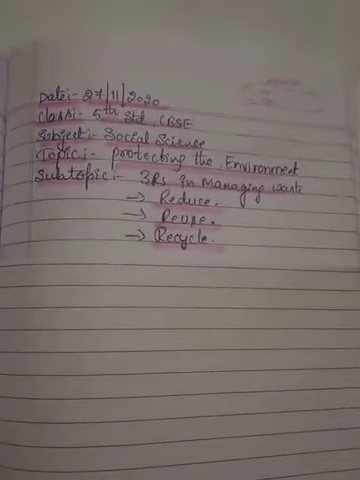 Date:- 27/11/2020
Class:- 5th Std, CBSE
Subject:- Social Science
Topic:- protecting the Environment
Subtopic:- 3Rs in Managing waste
→ Reduce.
→ Reuse.
→ Recycle.